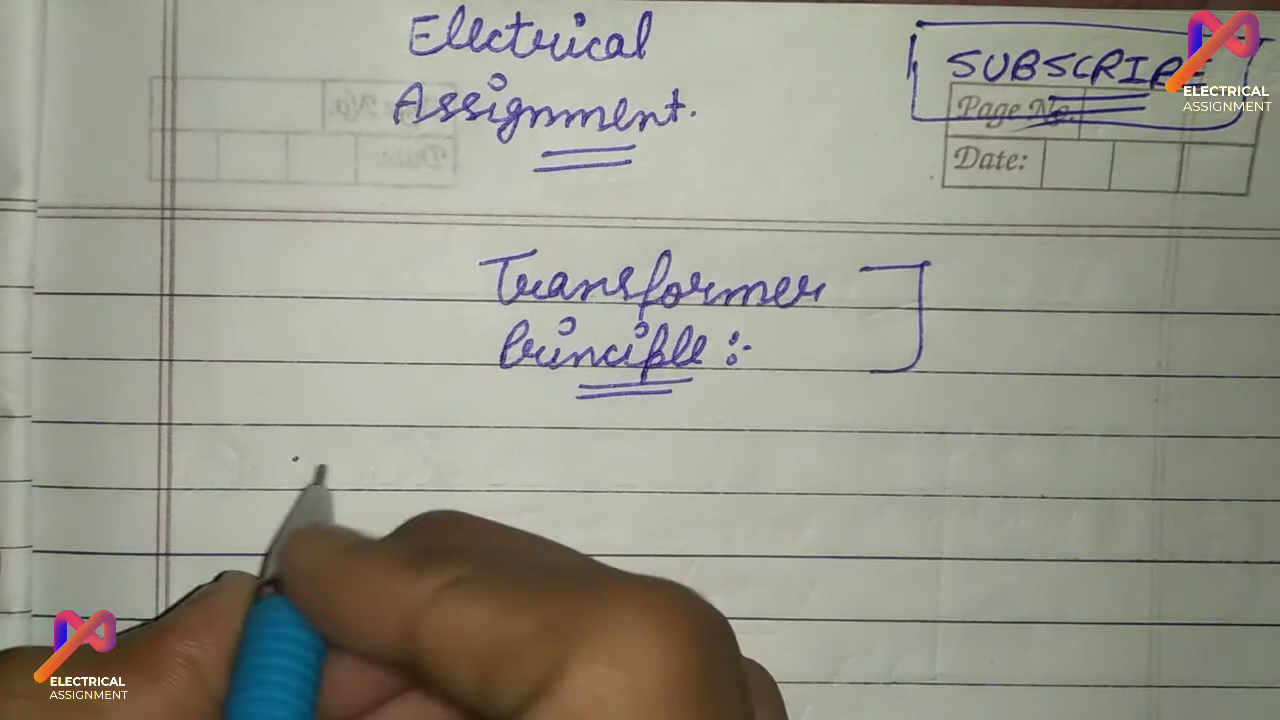 Electrical
Assignment.
SUBSCRIBE
Page No.
Date:
ELECTRICAL
ASSIGNMENT
Transformer
Principle :-
ELECTRICAL
ASSIGNMENT